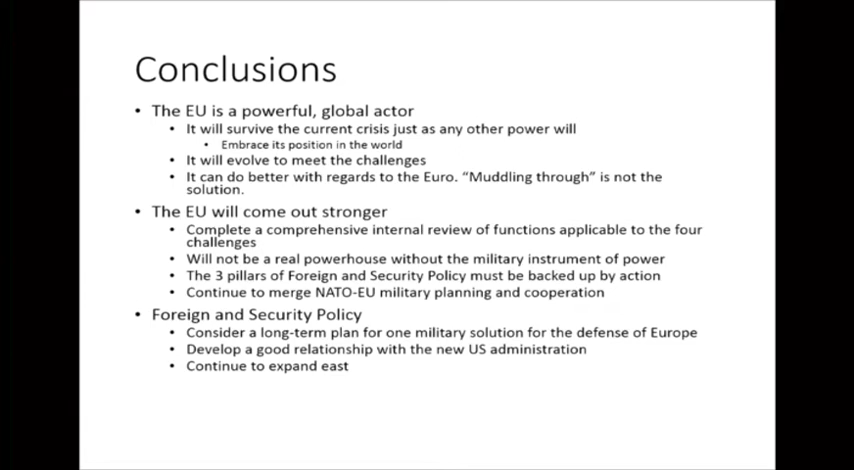 Conclusions
• The EU is a powerful, global actor
• It will survive the current crisis just as any other power will
• Embrace its position in the world
• It will evolve to meet the challenges
• It can do better with regards to the Euro. “Muddling through” is not the
solution.
• The EU will come out stronger
• Complete a comprehensive internal review of functions applicable to the four
challenges
• Will not be a real powerhouse without the military instrument of power
• The 3 pillars of Foreign and Security Policy must be backed up by action
• Continue to merge NATO-EU military planning and cooperation
• Foreign and Security Policy
• Consider a long-term plan for one military solution for the defense of Europe
• Develop a good relationship with the new US administration
• Continue to expand east